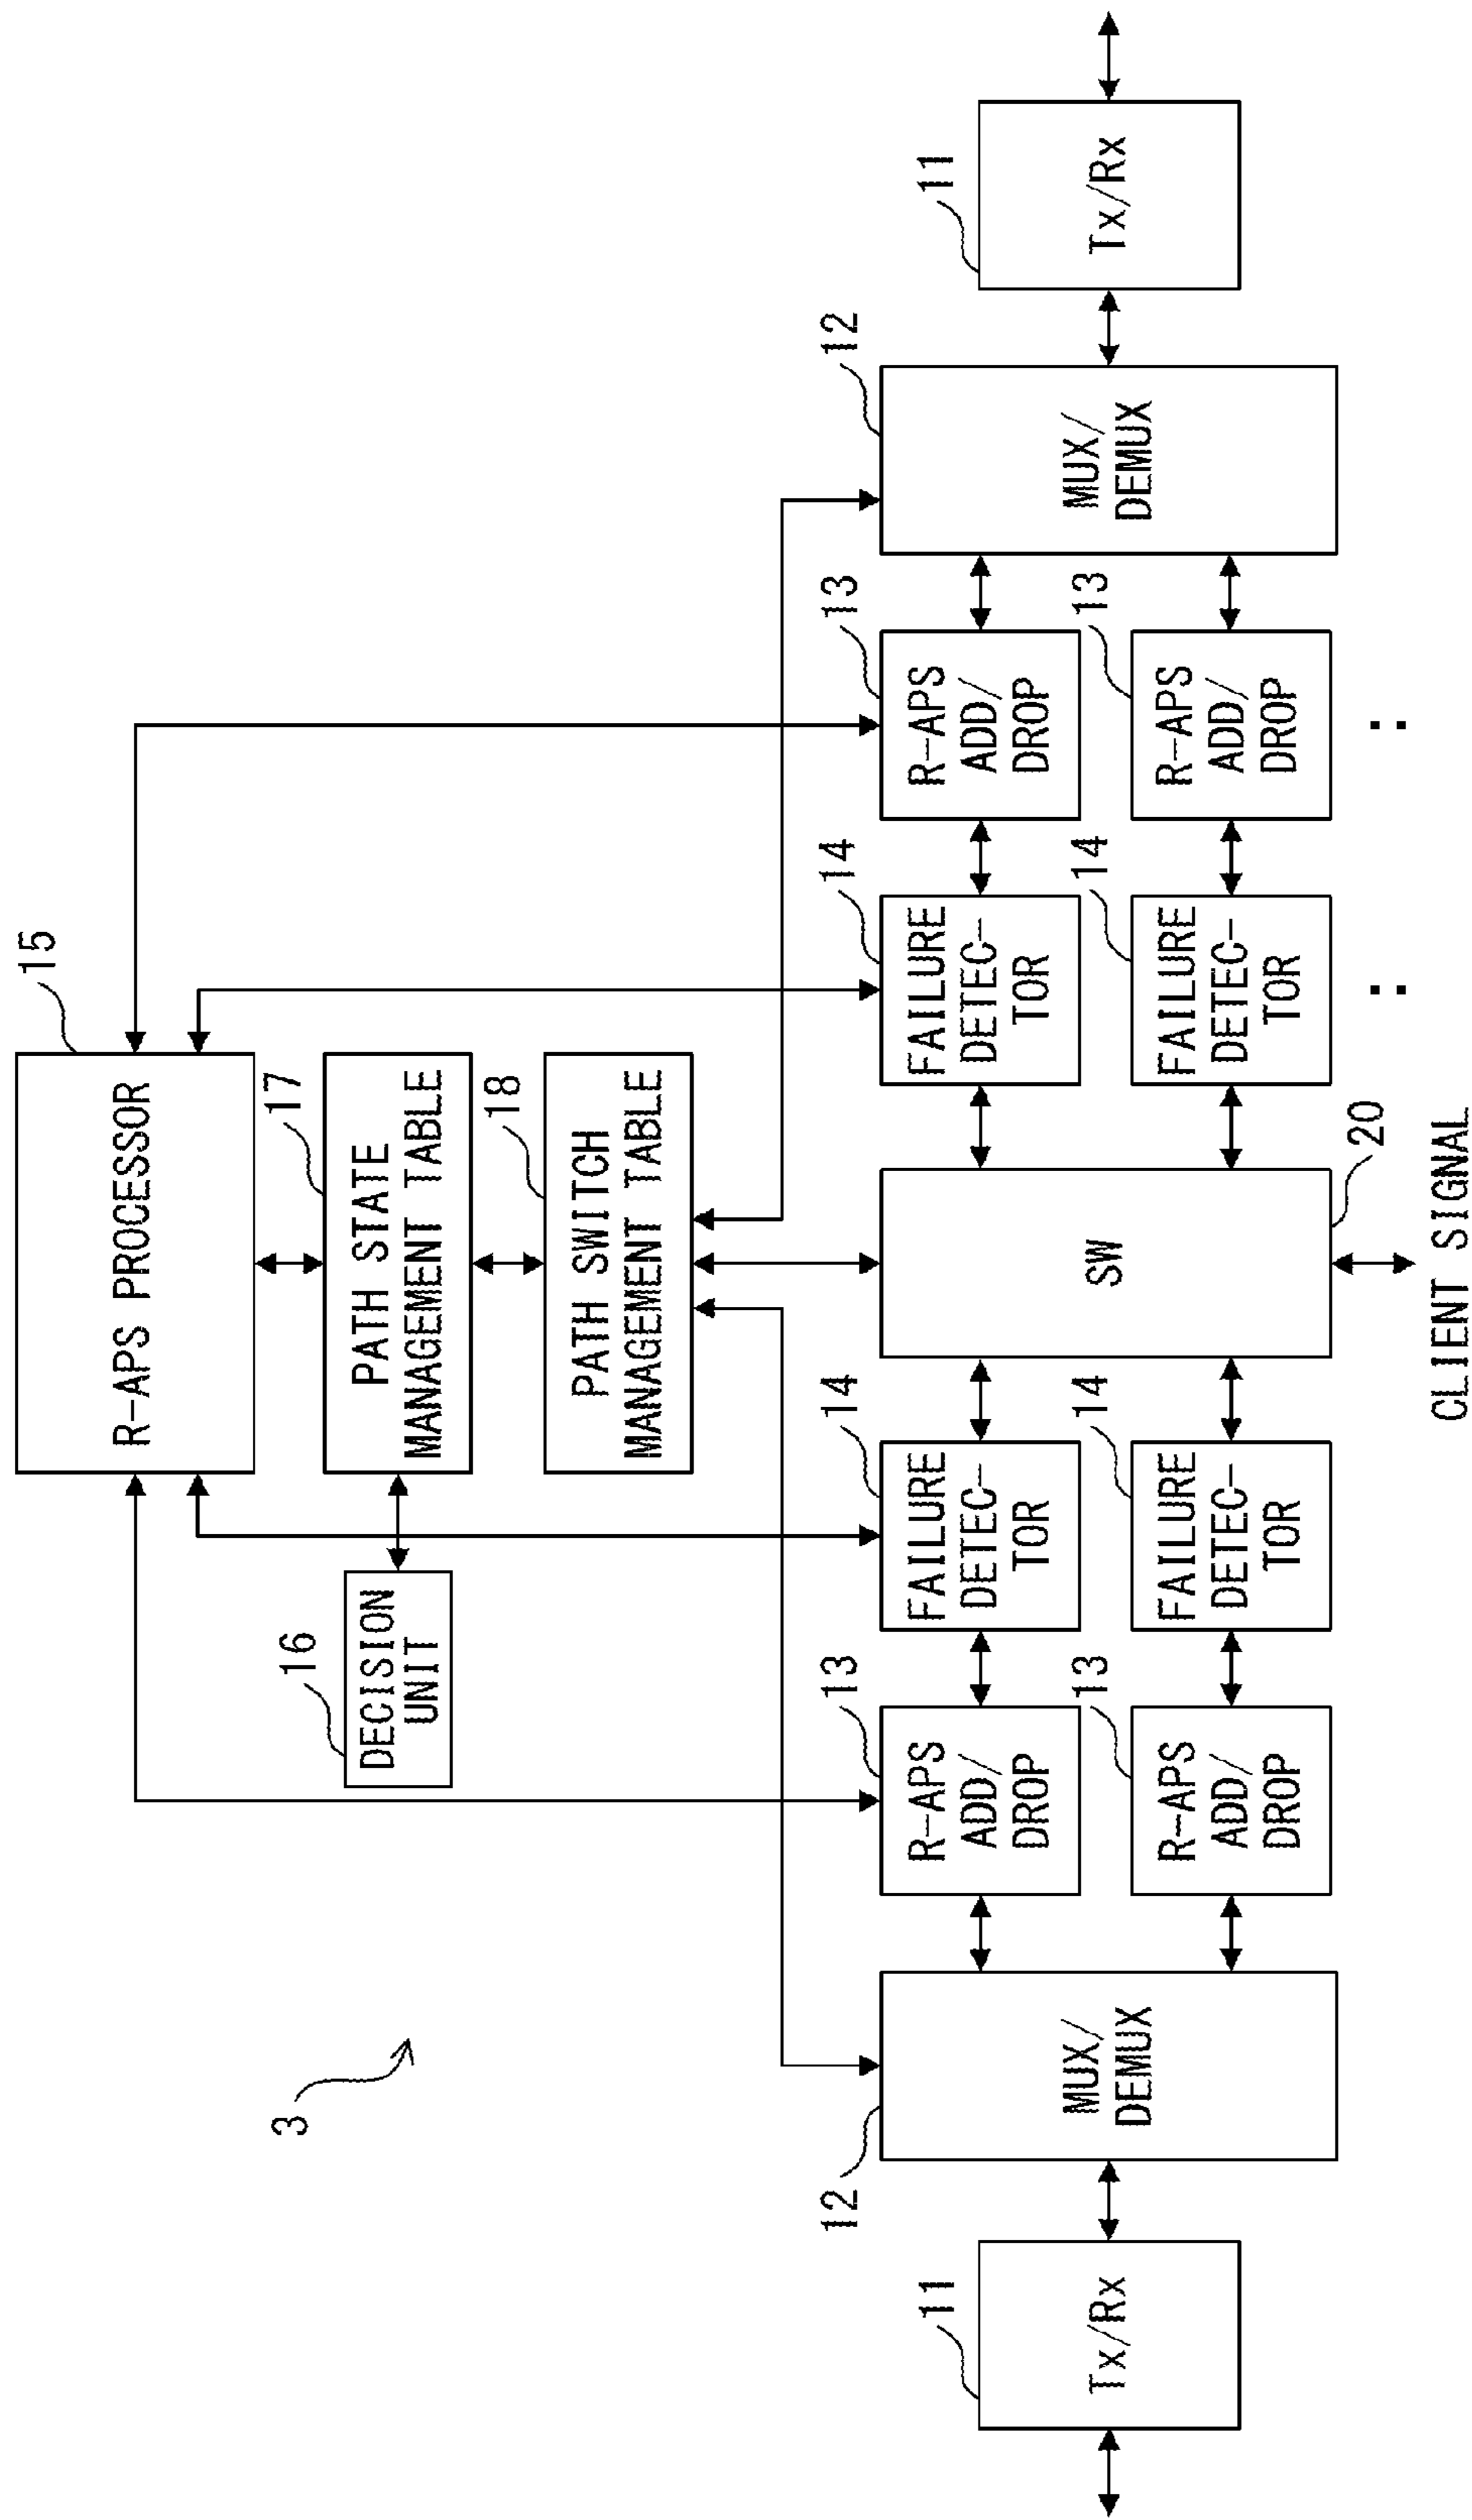 3
15
R-APS PROCESSOR
16
DECISION
UNIT
17
PATH STATE
MANAGEMENT TABLE
18
PATH SWITCH
MANAGEMENT TABLE
11
Tx/Rx
12
MUX/
DEMUX
13
R-APS
ADD/
DROP
14
FAILURE
DETEC-
TOR
14
FAILURE
DETEC-
TOR
13
R-APS
ADD/
DROP
12
MUX/
DEMUX
11
Tx/Rx
13
R-APS
ADD/
DROP
14
FAILURE
DETEC-
TOR
SW
20
14
FAILURE
DETEC-
TOR
13
R-APS
ADD/
DROP
CLIENT SIGNAL